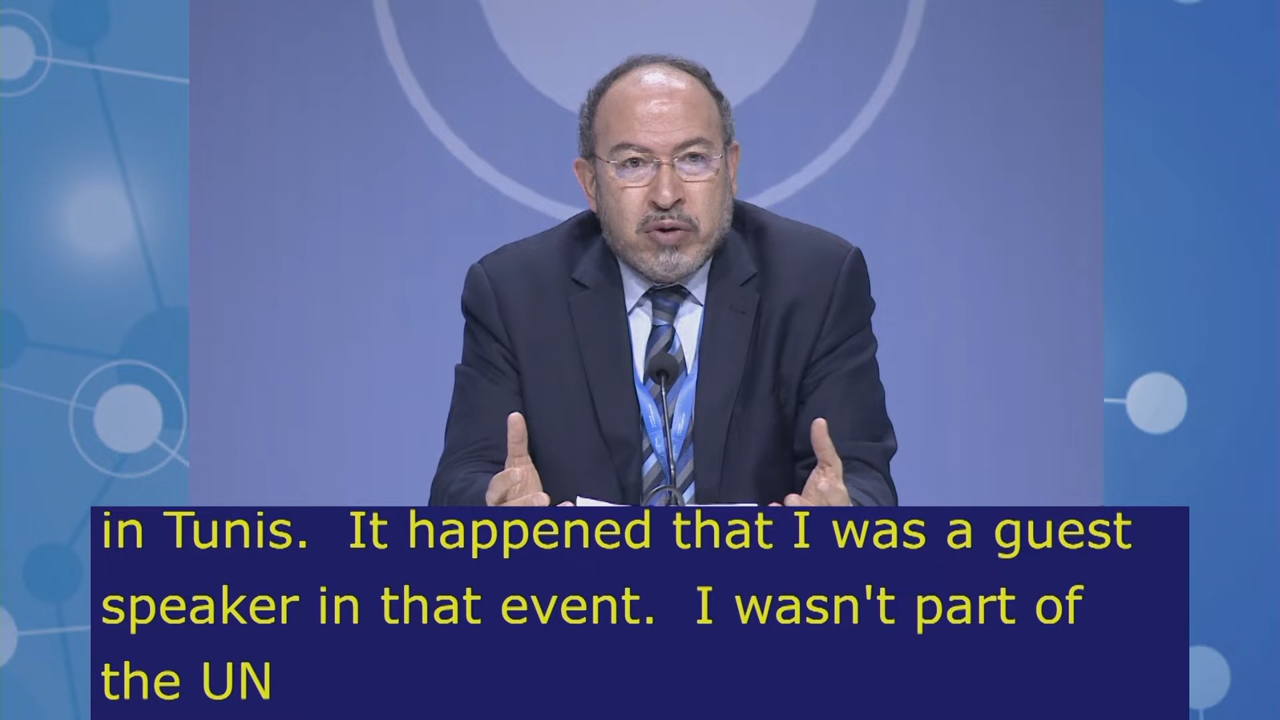 in Tunis.  It happened that I was a guest
speaker in that event.  I wasn't part of
the UN